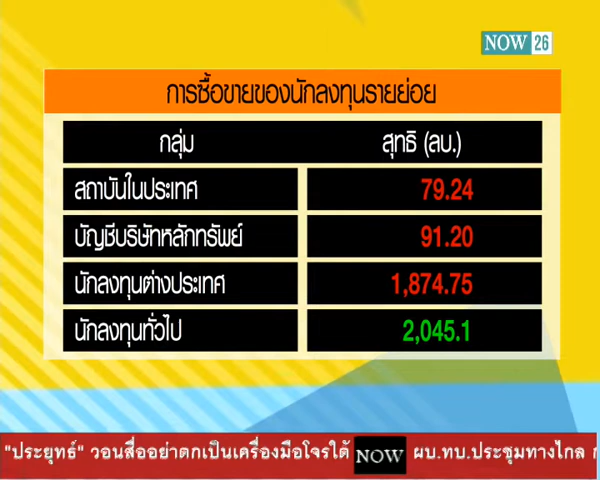 NOW 26
การซื้อขายของนักลงทุนรายย่อย
กลุ่ม สุทธิ (ลบ.)
สถาบันในประเทศ 79.24
บัญชีบริษัทหลักทรัพย์ 91.20
นักลงทุนต่างประเทศ 1,874.75
นักลงทุนทั่วไป 2,045.1
"ประยุทธ์" วอนสื่ออย่าตกเป็นเครื่องมือโจรใต้ NOW ผบ.ทบ.ประชุมทางไกล